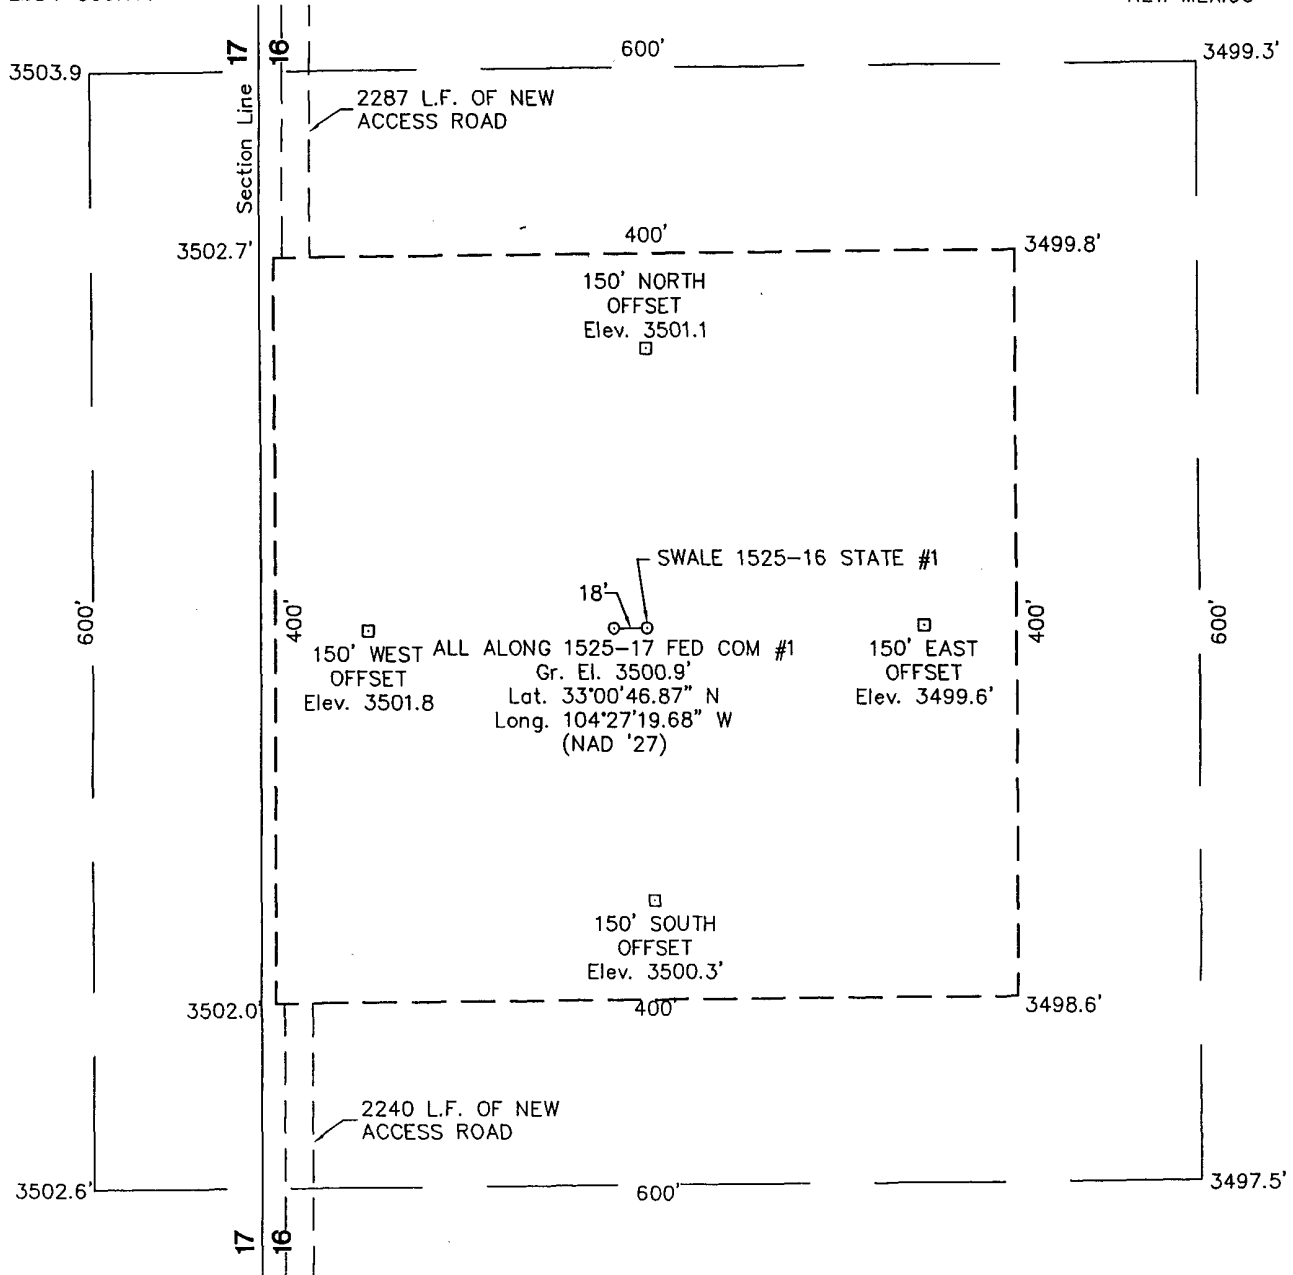 17
16
600'
3503.9
3499.3'
2287 L.F. OF NEW
ACCESS ROAD
Section Line
3502.7'
400'
3499.8'
150' NORTH
OFFSET
Elev. 3501.1
SWALE 1525-16 STATE #1
18'
600'
400'
400'
600'
150' WEST
OFFSET
Elev. 3501.8
ALL ALONG 1525-17 FED COM #1
Gr. El. 3500.9'
Lat. 33°00'46.87" N
Long. 104°27'19.68" W
(NAD '27)
150' EAST
OFFSET
Elev. 3499.6'
150' SOUTH
OFFSET
Elev. 3500.3'
3502.0'
400'
3498.6'
2240 L.F. OF NEW
ACCESS ROAD
3502.6'
600'
3497.5'
17
16